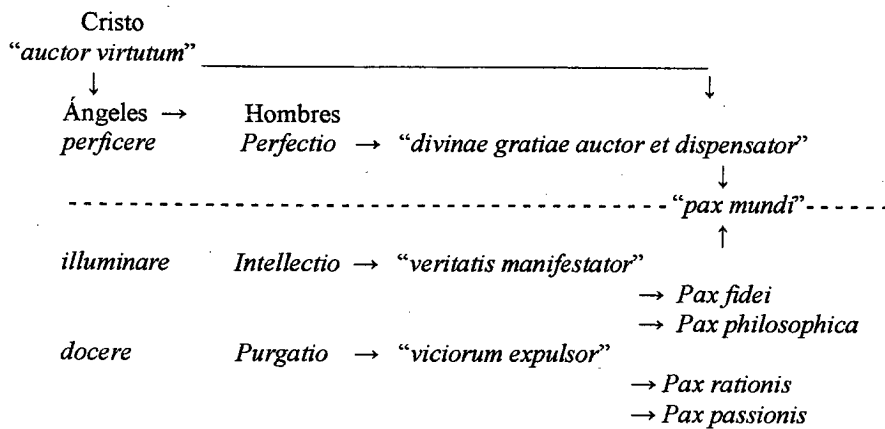 Cristo
“auctor virtutum”
↓ ↓
Ángeles → Hombres
perficere Perfectio → “divinae gratiae auctor et dispensator”
↓
“pax mundi”
↑
illuminare Intellectio → “veritatis manifestator”
→ Pax fidei
→ Pax philosophica
docere Purgatio → “viciorum expulsor”
→ Pax rationis
→ Pax passionis